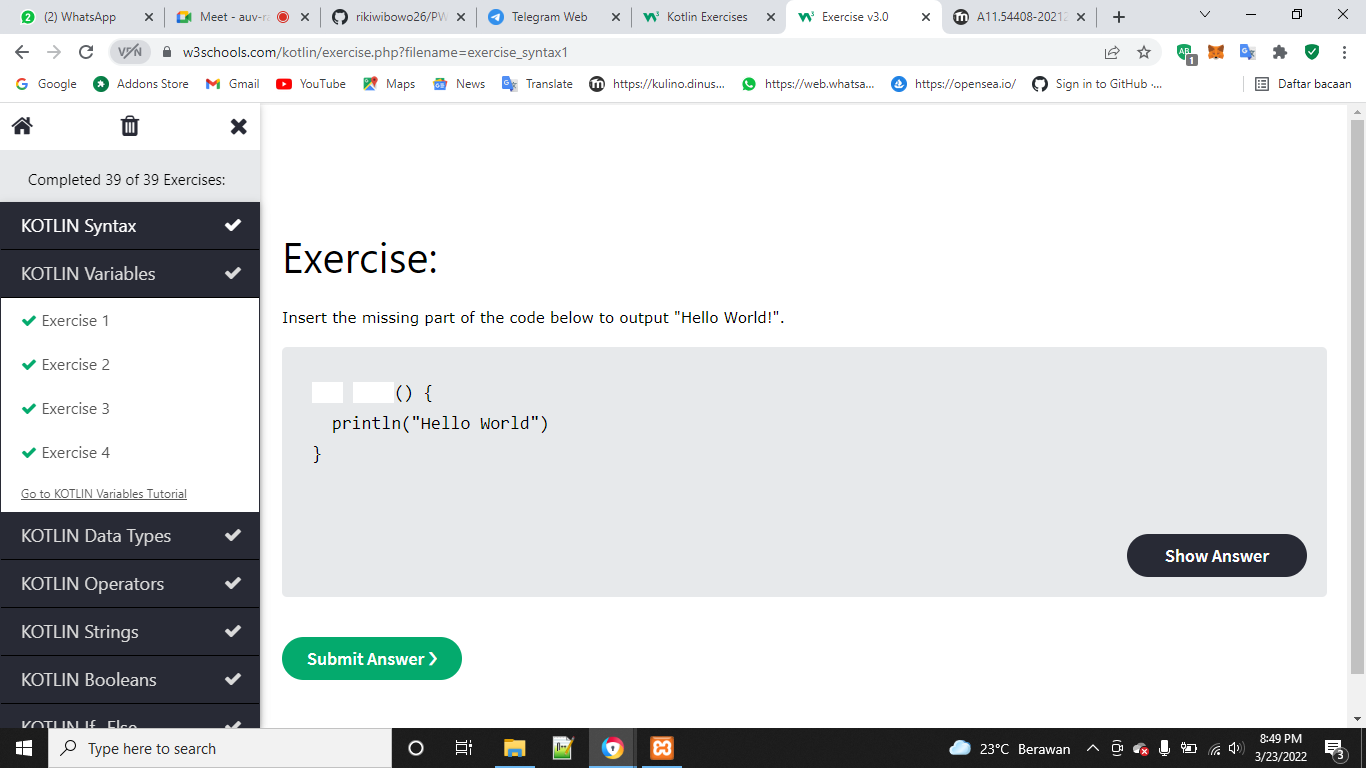 (2) WhatsApp
Meet - auv-r
rikiwibowo26/PW
Telegram Web
Kotlin Exercises
Exercise v3.0
A11.54408-2021
VPN
w3schools.com/kotlin/exercise.php?filename=exercise_syntax1
1
Google
Addons Store
Gmail
YouTube
Maps
News
Translate
https://kulino.dinus...
https://web.whatsa...
https://opensea.io/
Sign in to GitHub ·...
Daftar bacaan
Completed 39 of 39 Exercises:
KOTLIN Syntax
KOTLIN Variables
Exercise 1
Exercise 2
Exercise 3
Exercise 4
Go to KOTLIN Variables Tutorial
KOTLIN Data Types
KOTLIN Operators
KOTLIN Strings
KOTLIN Booleans
KOTLIN If..Else
Exercise:
Insert the missing part of the code below to output "Hello World!".
() {
println("Hello World")
}
Show Answer
Submit Answer ❯
Type here to search
23°C Berawan
8:49 PM
3/23/2022
3